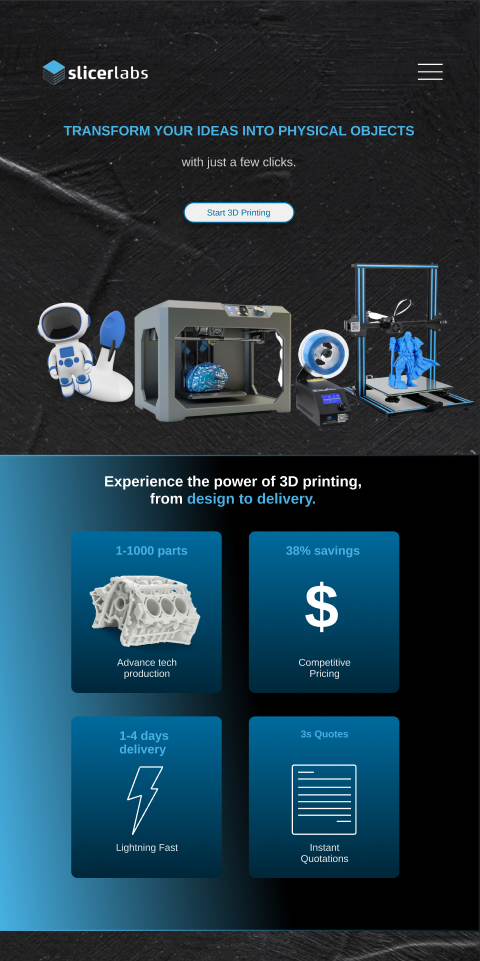 slicerlabs
TRANSFORM YOUR IDEAS INTO PHYSICAL OBJECTS
with just a few clicks.
Start 3D Printing
Experience the power of 3D printing,
from design to delivery.
1-1000 parts
Advance tech
production
38% savings
$
Competitive
Pricing
1-4 days
delivery
Lightning Fast
3s Quotes
Instant
Quotations